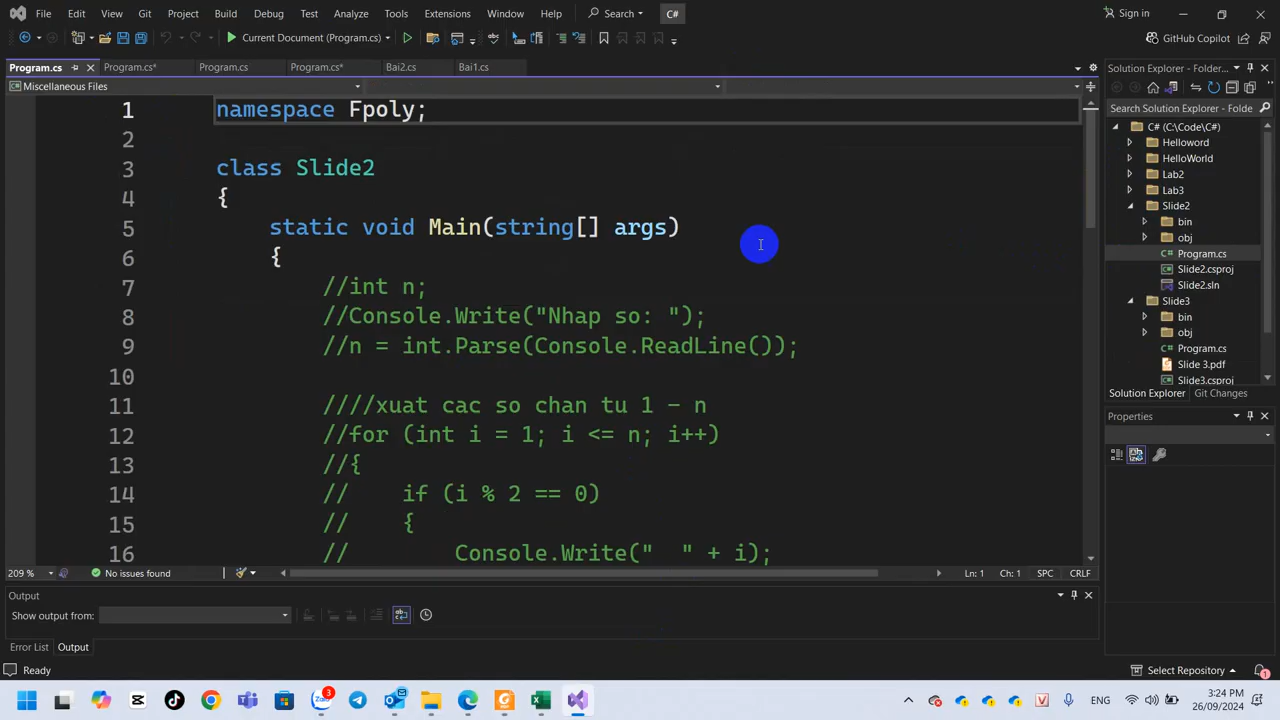 File Edit View Git Project Build Debug Test Analyze Tools Extensions Window Help Search C# Sign in
Current Document (Program.cs) GitHub Copilot
Program.cs Program.cs* Program.cs Program.cs* Bai2.cs Bai1.cs
Miscellaneous Files
1 namespace Fpoly;
2
3 class Slide2
4 {
5 static void Main(string[] args)
6 {
7 //int n;
8 //Console.Write("Nhap so: ");
9 //n = int.Parse(Console.ReadLine());
10
11 ////xuat cac so chan tu 1 - n
12 //for (int i = 1; i <= n; i++)
13 //{
14 // if (i % 2 == 0)
15 // {
16 // Console.Write("  " + i);
209 % No issues found Ln: 1 Ch: 1 SPC CRLF
Output
Show output from:
Error List Output
Ready
Solution Explorer - Folder...
Search Solution Explorer - Folde
C# (C:\Code\C#)
Helloword
HelloWorld
Lab2
Lab3
Slide2
bin
obj
C# Program.cs
Slide2.csproj
Slide2.sln
Slide3
bin
obj
C# Program.cs
Slide 3.pdf
Slide3.csproj
Solution Explorer Git Changes
Properties
Select Repository
1
3
ENG
3:24 PM
26/09/2024